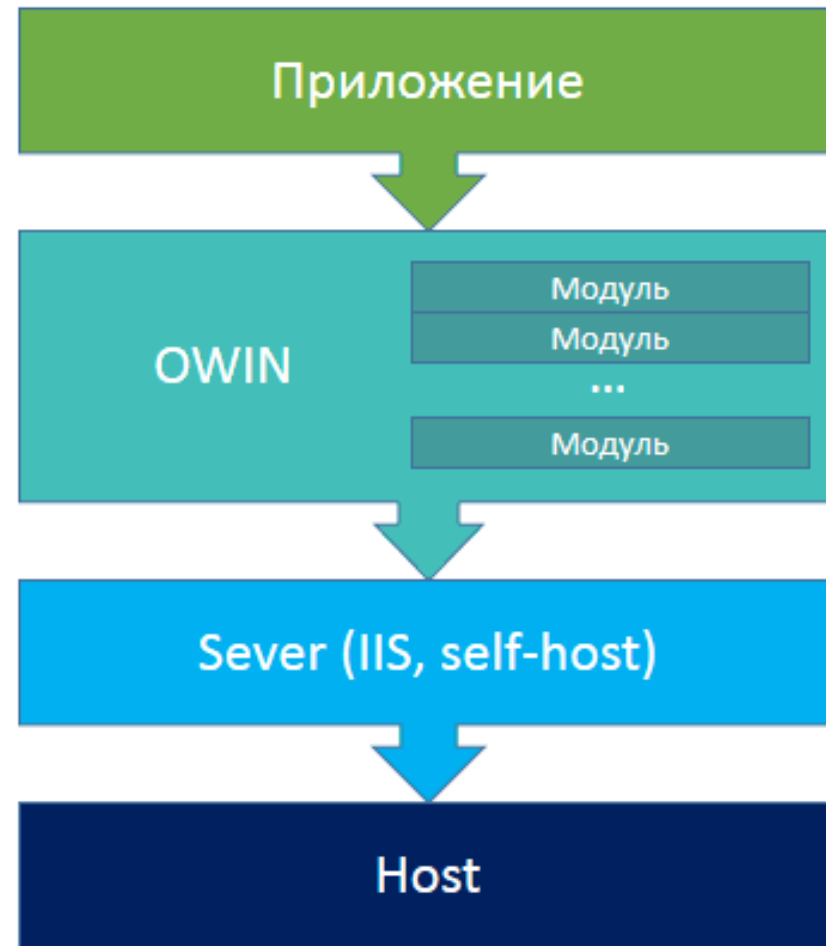 Приложение
OWIN
Модуль
Модуль
...
Модуль
Sever (IIS, self-host)
Host